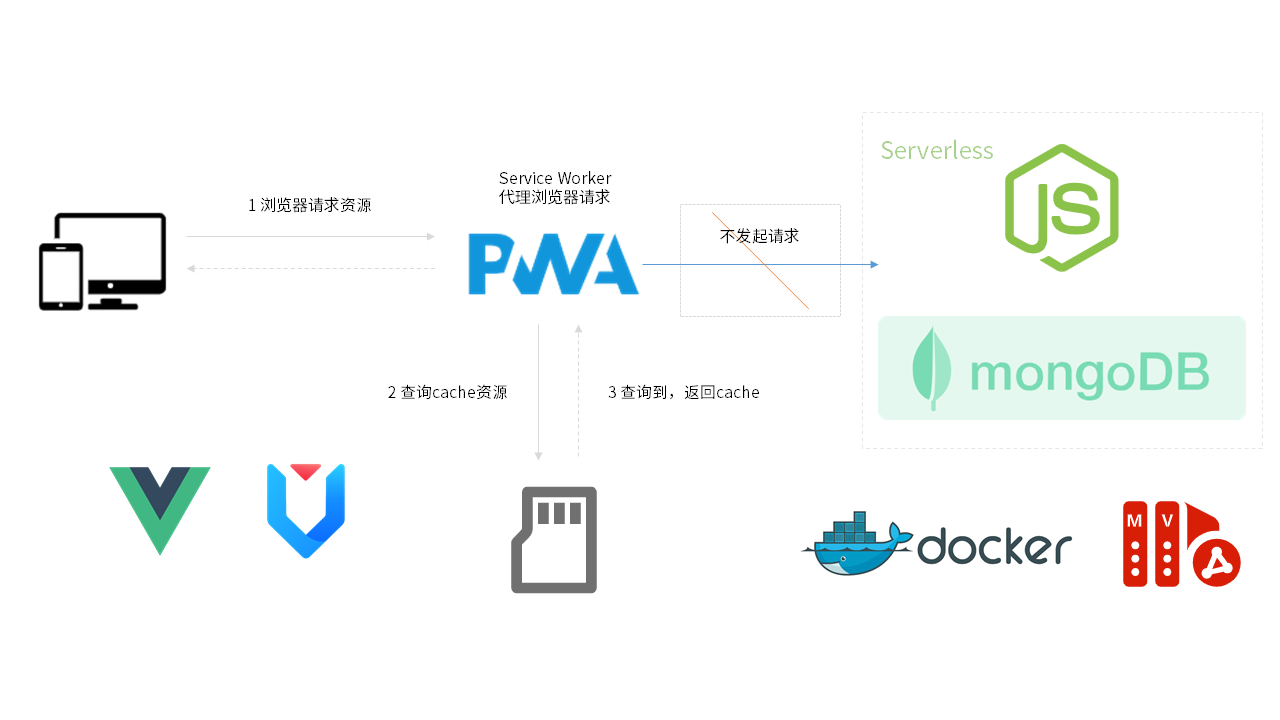 Serverless
JS
Service Worker
代理浏览器请求
1 浏览器请求资源
不发起请求
PWA
mongoDB
2 查询cache资源
3 查询到，返回cache
docker
M V